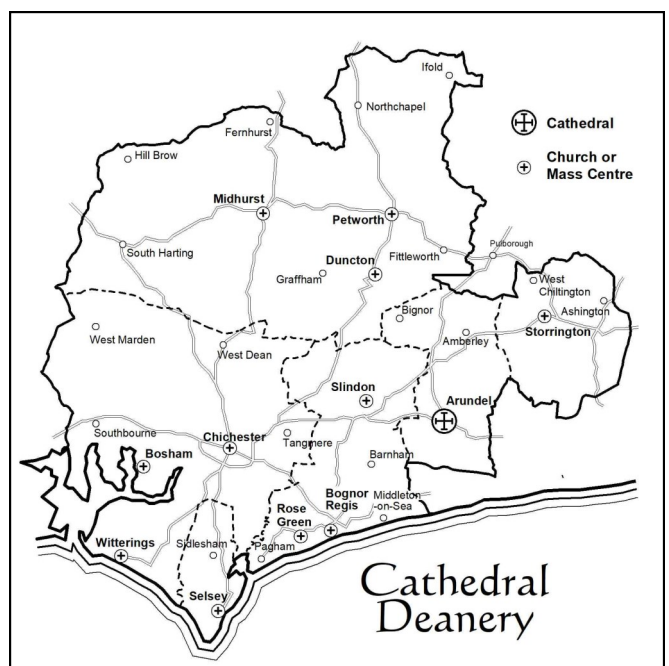 Ifold
Northchapel
Cathedral
Fernhurst
Church or
Mass Centre
Hill Brow
Midhurst
Petworth
South Harting
Fittleworth
Pulborough
Duncton
Graffham
West
Chiltington
Bignor
Ashington
West Marden
West Dean
Amberley
Storrington
Slindon
Arundel
Southbourne
Chichester
Tangmere
Bosham
Barnham
Bognor
Regis
Middleton
-on-Sea
Rose
Green
Witterings
Sidlesham
Pagham
Selsey
Cathedral
Deanery